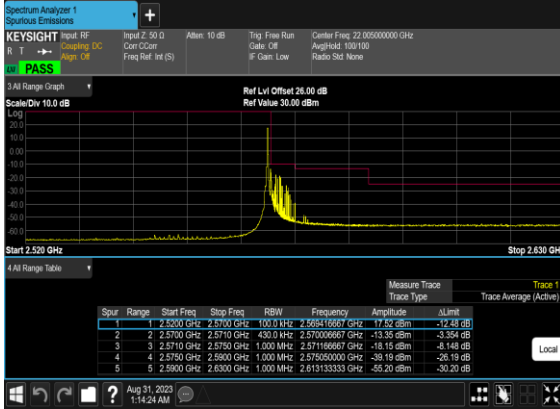 Spectrum Analyzer 1
Spurious Emissions
KEYSIGHT
R T
LNI PASS
Input: RF
Coupling: DC
Align: Off
Input Z: 50 Ω
Corr CCorr
Freq Ref: Int (S)
Atten: 10 dB
Trig: Free Run
Gate: Off
IF Gain: Low
Center Freq: 22.005000000 GHz
Avg|Hold: 100/100
Radio Std: None
3 All Range Graph
Scale/Div 10.0 dB
Ref Lvl Offset 26.00 dB
Ref Value 30.00 dBm
Log
20.0
10.0
0.00
-10.0
-20.0
-30.0
-40.0
-50.0
-60.0
Start 2.520 GHz
Stop 2.630 GH
4 All Range Table
Measure Trace Trace 1
Trace Type Trace Average (Active)
Spur Range Start Freq Stop Freq RBW Frequency Amplitude ΔLimit
1 1 2.5200 GHz 2.5700 GHz 100.0 kHz 2.569416667 GHz 17.52 dBm -12.48 dB
2 2 2.5700 GHz 2.5710 GHz 430.0 kHz 2.570006667 GHz -13.35 dBm -3.354 dB
3 3 2.5710 GHz 2.5750 GHz 1.000 MHz 2.571166667 GHz -18.15 dBm -8.148 dB
4 4 2.5750 GHz 2.5900 GHz 1.000 MHz 2.575050000 GHz -39.19 dBm -26.19 dB
5 5 2.5900 GHz 2.6300 GHz 1.000 MHz 2.613133333 GHz -55.20 dBm -30.20 dB
Local
?
Aug 31, 2023
1:14:24 AM